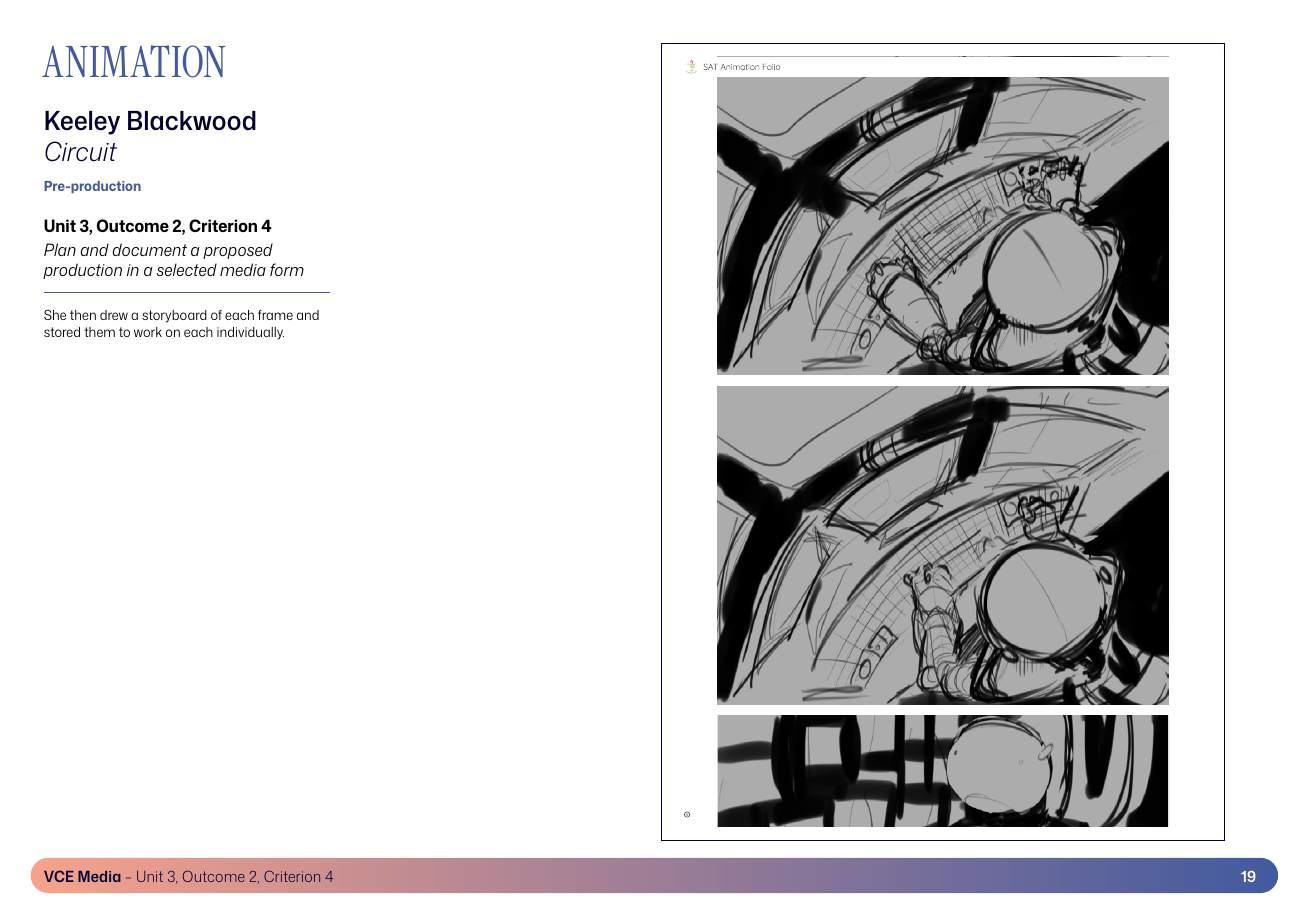 ANIMATION
Keeley Blackwood
Circuit
Pre-production
Unit 3, Outcome 2, Criterion 4
Plan and document a proposed
production in a selected media form
She then drew a storyboard of each frame and
stored them to work on each individually.
SAT Animation Folio
VCE Media – Unit 3, Outcome 2, Criterion 4
19